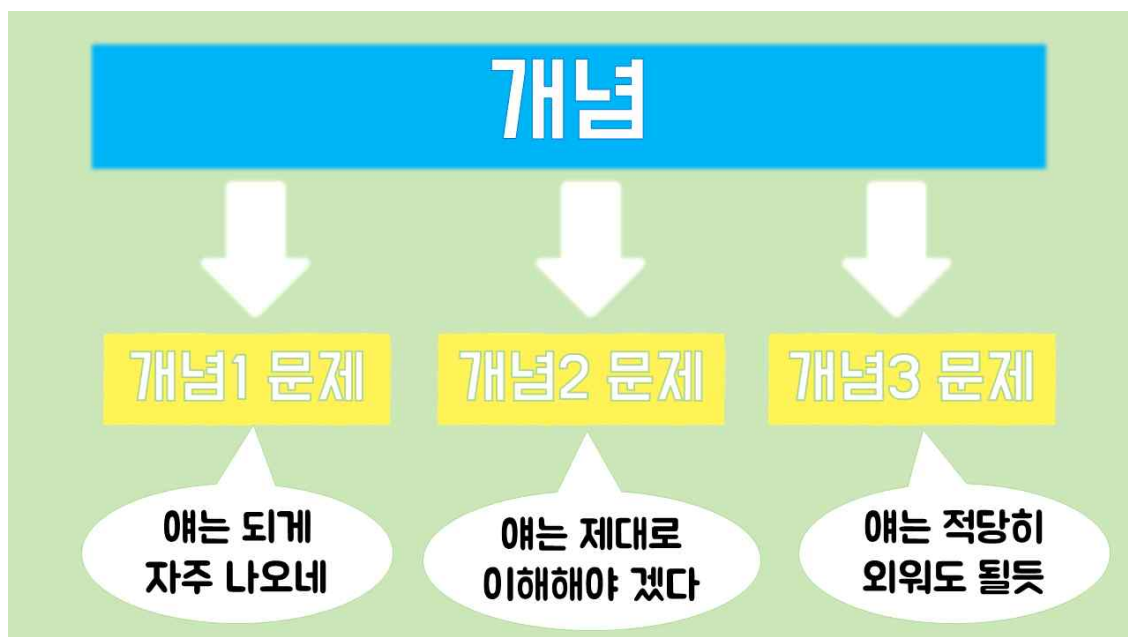 개념
개념1 문제
개념2 문제
개념3 문제
얘는 되게
자주 나오네
얘는 제대로
이해해야 겠다
얘는 적당히
외워도 될듯